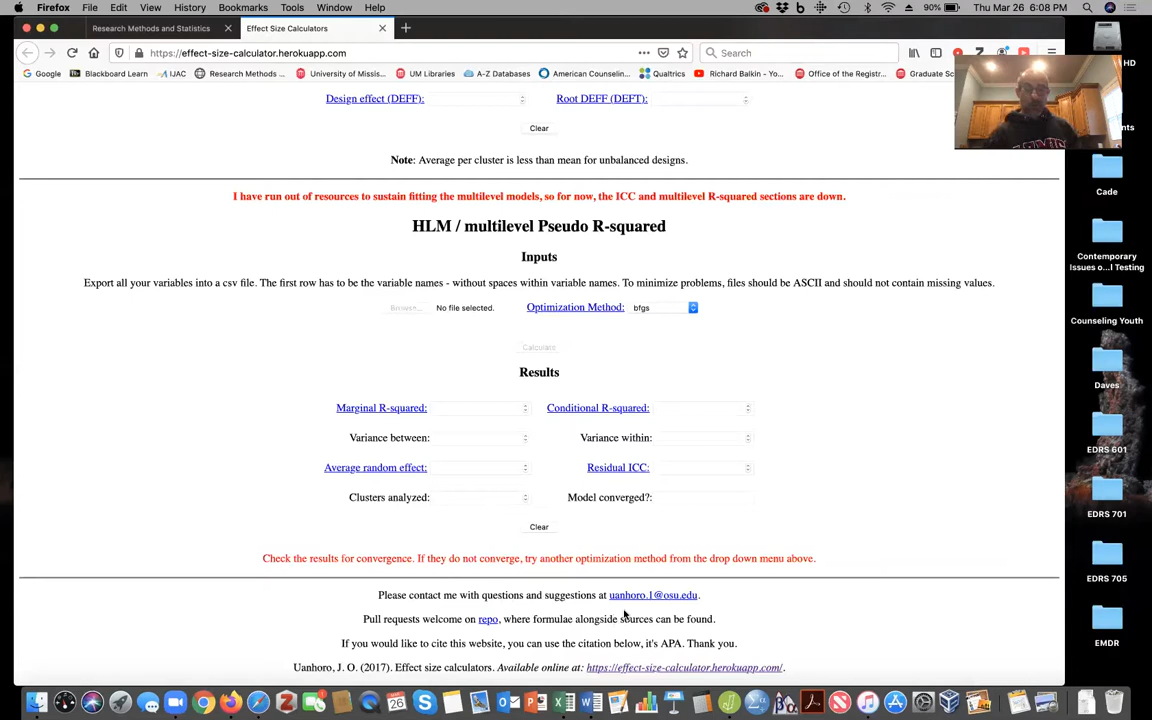 Firefox File Edit View History Bookmarks Tools Window Help 90% Thu Mar 26 6:08 PM
Research Methods and Statistics Effect Size Calculators
https://effect-size-calculator.herokuapp.com Search
Google Blackboard Learn IJAC Research Methods ... University of Missis... UM Libraries A-Z Databases American Counselin... Qualtrics Richard Balkin - Yo... Office of the Registr... Graduate Sc
HD
Design effect (DEFF): Root DEFF (DEFT):
Clear
Note: Average per cluster is less than mean for unbalanced designs.
I have run out of resources to sustain fitting the multilevel models, so for now, the ICC and multilevel R-squared sections are down.
HLM / multilevel Pseudo R-squared
Inputs
Export all your variables into a csv file. The first row has to be the variable names - without spaces within variable names. To minimize problems, files should be ASCII and should not contain missing values.
Browse... No file selected. Optimization Method: bfgs
Calculate
Results
Marginal R-squared: Conditional R-squared:
Variance between: Variance within:
Average random effect: Residual ICC:
Clusters analyzed: Model converged?:
Clear
Check the results for convergence. If they do not converge, try another optimization method from the drop down menu above.
Please contact me with questions and suggestions at uanhoro.1@osu.edu.
Pull requests welcome on repo, where formulae alongside sources can be found.
If you would like to cite this website, you can use the citation below, it's APA. Thank you.
Uanhoro, J. O. (2017). Effect size calculators. Available online at: https://effect-size-calculator.herokuapp.com/.
nts
Cade
Contemporary
Issues o...l Testing
Counseling Youth
Daves
EDRS 601
EDRS 701
EDRS 705
EMDR